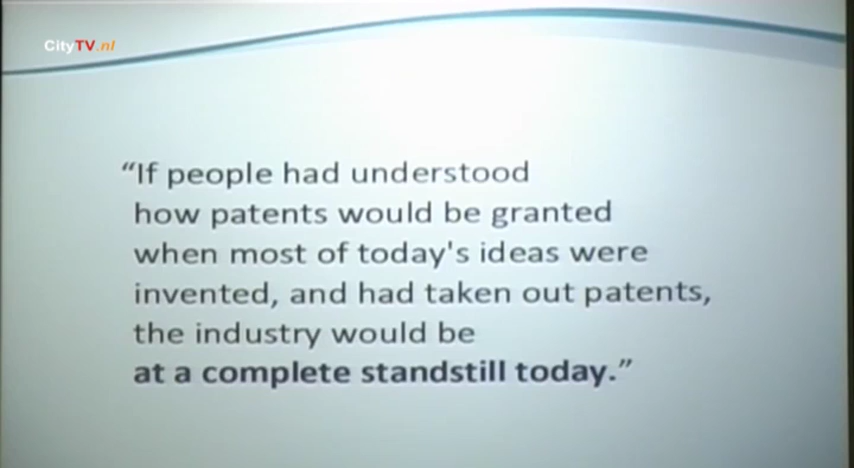 CityTV.nl
“If people had understood
how patents would be granted
when most of today's ideas were
invented, and had taken out patents,
the industry would be
at a complete standstill today.”